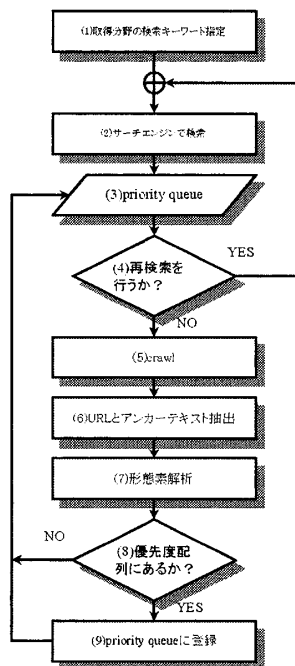 (1)取得分野の検索キーワード指定
(2)サーチエンジンで検索
(3)priority queue
(4)再検索を
行うか？
YES
NO
(5)crawl
(6)URLとアンカーテキスト抽出
(7)形態素解析
NO
(8)優先度配
列にあるか？
YES
(9)priority queueに登録